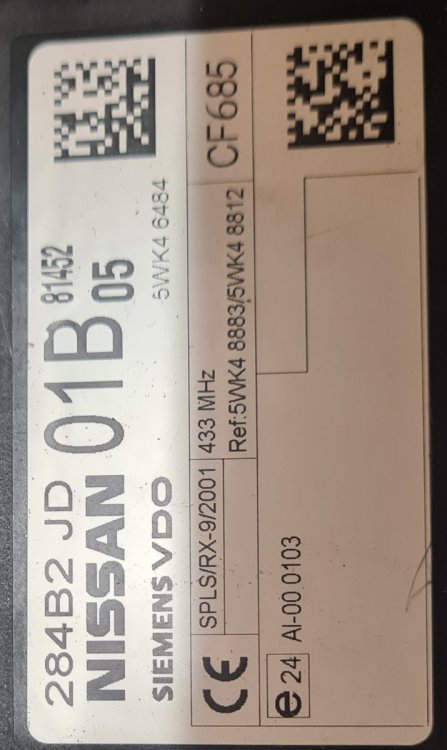 284B2 JD
NISSAN 01B 81452
05
SIEMENS VDO 5WK4 6484
CE SPLS/RX-9/2001 433 MHz CF685
Ref:5WK4 8883/5WK4 8812
e 24 AI-00 0103